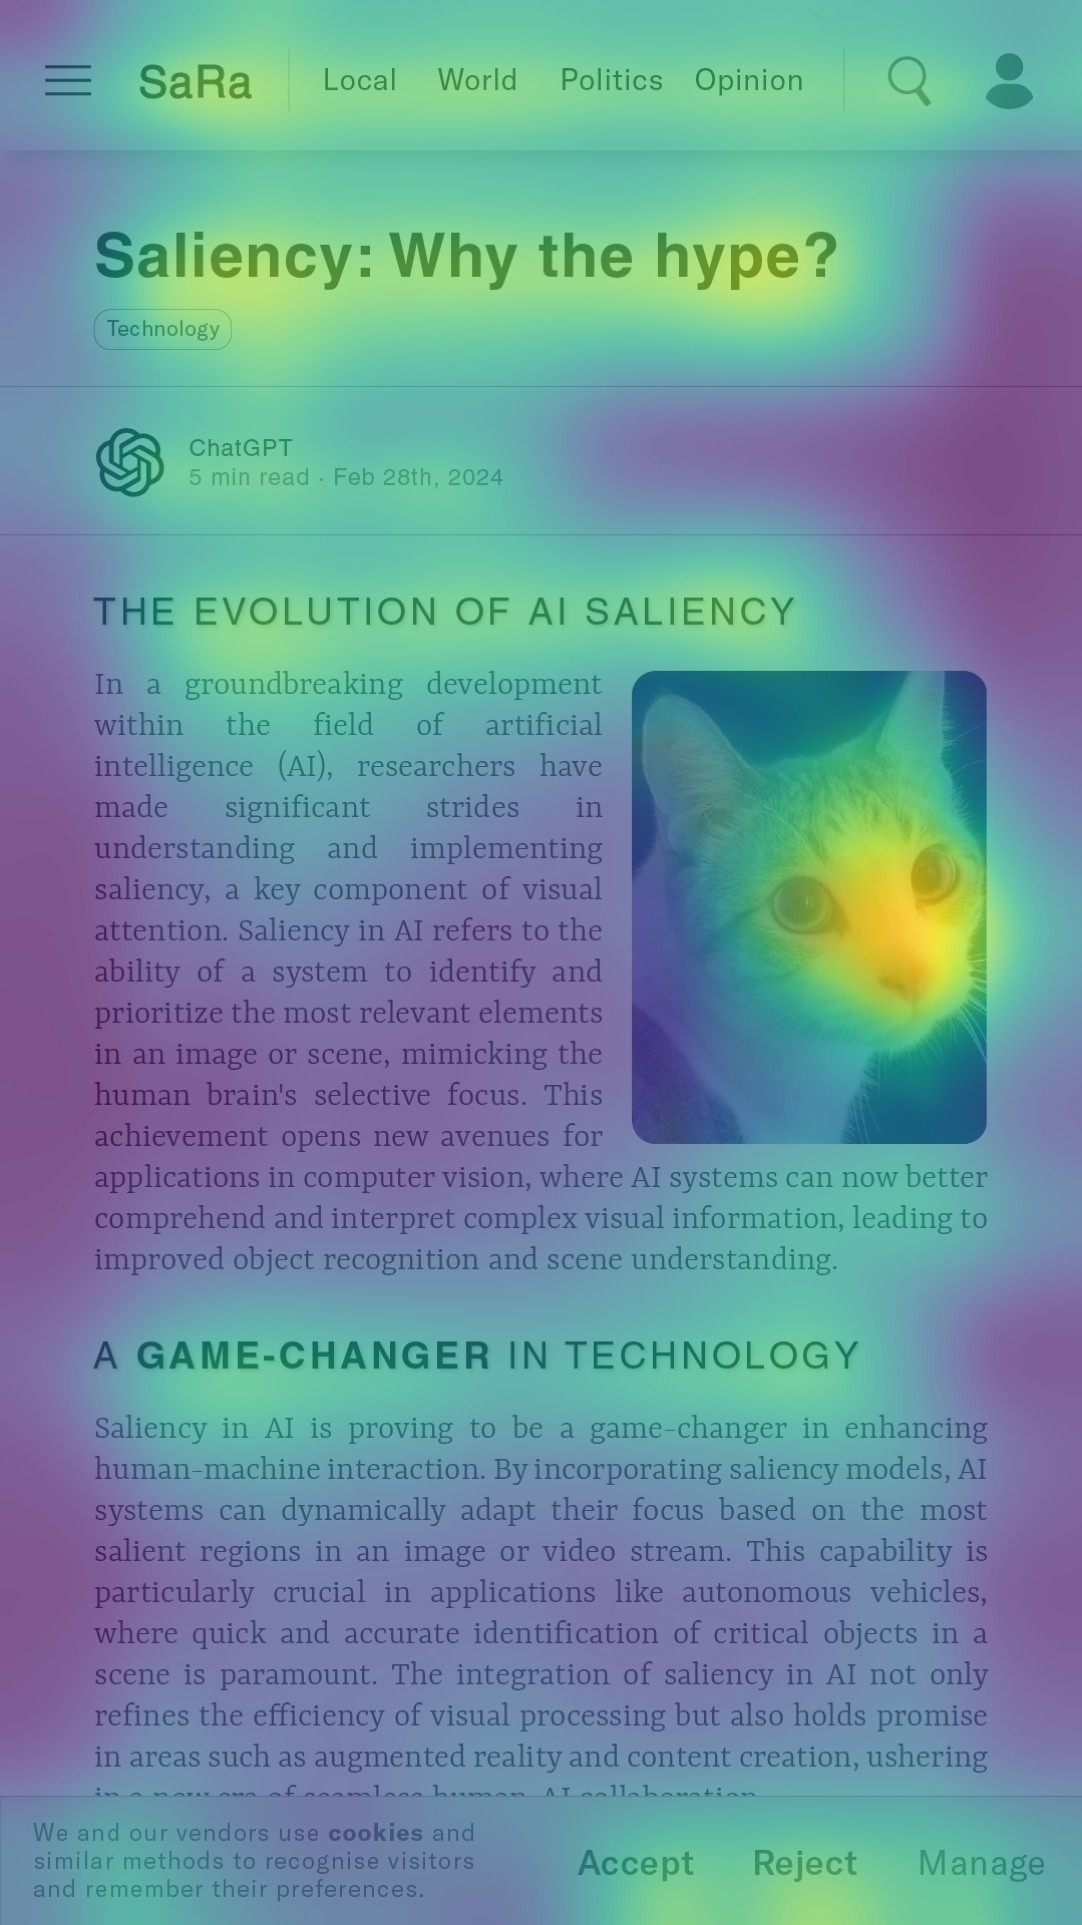 SaRa Local World Politics Opinion
Saliency: Why the hype?
Technology
ChatGPT
5 min read · Feb 28th, 2024
THE EVOLUTION OF AI SALIENCY
In a groundbreaking development
within the field of artificial
intelligence (AI), researchers have
made significant strides in
understanding and implementing
saliency, a key component of visual
attention. Saliency in AI refers to the
ability of a system to identify and
prioritize the most relevant elements
in an image or scene, mimicking the
human brain's selective focus. This
achievement opens new avenues for
applications in computer vision, where AI systems can now better
comprehend and interpret complex visual information, leading to
improved object recognition and scene understanding.
A GAME-CHANGER IN TECHNOLOGY
Saliency in AI is proving to be a game-changer in enhancing
human-machine interaction. By incorporating saliency models, AI
systems can dynamically adapt their focus based on the most
salient regions in an image or video stream. This capability is
particularly crucial in applications like autonomous vehicles,
where quick and accurate identification of critical objects in a
scene is paramount. The integration of saliency in AI not only
refines the efficiency of visual processing but also holds promise
in areas such as augmented reality and content creation, ushering
in a new era of seamless human-AI collaboration.
We and our vendors use cookies and
similar methods to recognise visitors
and remember their preferences.
Accept Reject Manage